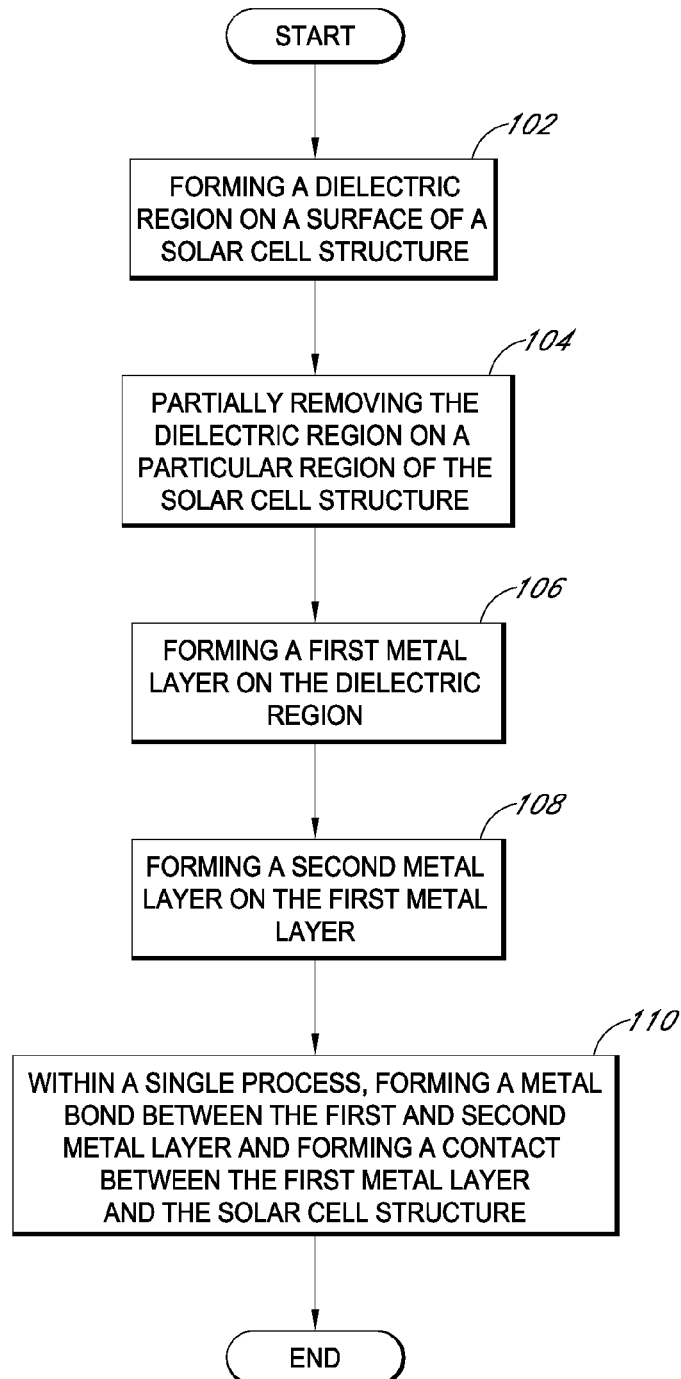 START
102
FORMING A DIELECTRIC
REGION ON A SURFACE OF A
SOLAR CELL STRUCTURE
104
PARTIALLY REMOVING THE
DIELECTRIC REGION ON A
PARTICULAR REGION OF THE
SOLAR CELL STRUCTURE
106
FORMING A FIRST METAL
LAYER ON THE DIELECTRIC
REGION
108
FORMING A SECOND METAL
LAYER ON THE FIRST METAL
LAYER
110
WITHIN A SINGLE PROCESS, FORMING A METAL
BOND BETWEEN THE FIRST AND SECOND
METAL LAYER AND FORMING A CONTACT
BETWEEN THE FIRST METAL LAYER
AND THE SOLAR CELL STRUCTURE
END